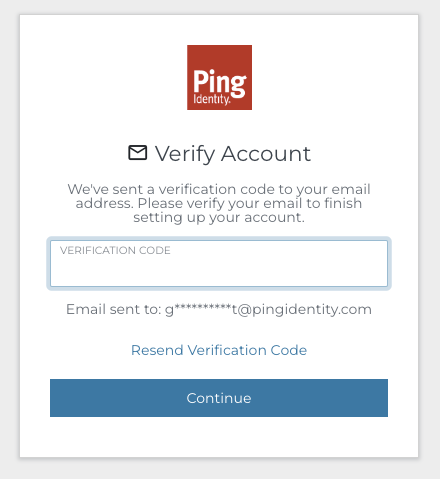 Ping
Identity.
Verify Account
We've sent a verification code to your email
address. Please verify your email to finish
setting up your account.
VERIFICATION CODE
Email sent to: g**********t@pingidentity.com
Resend Verification Code
Continue